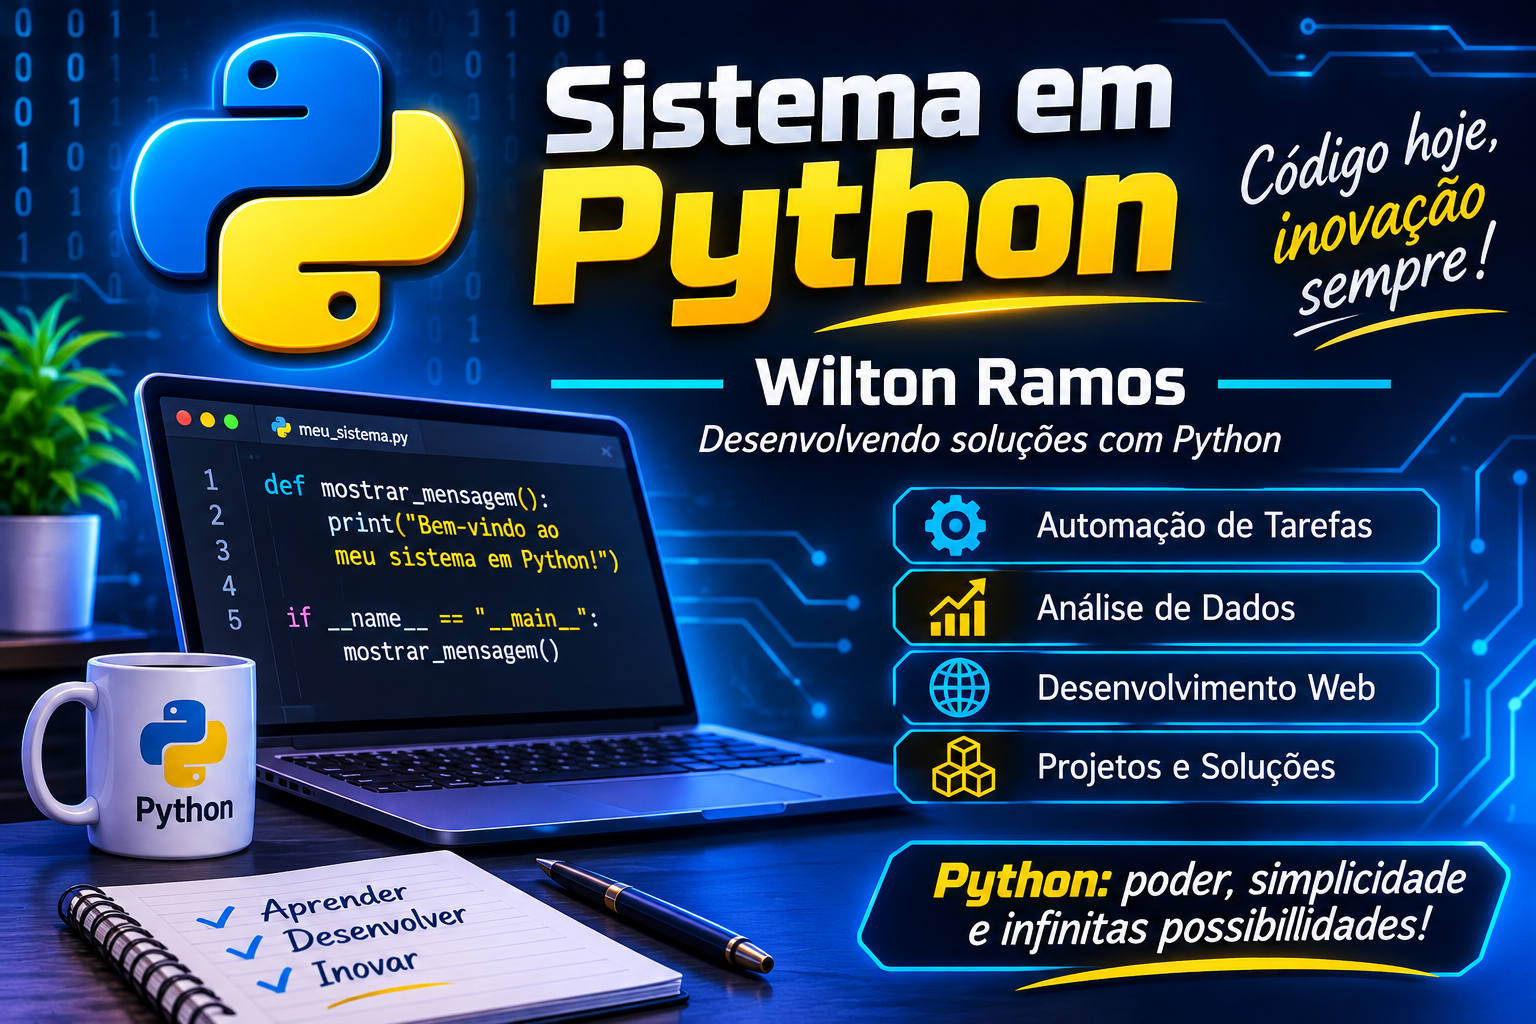 Sistema em
Python
Código hoje,
inovação
sempre!
Wilton Ramos
Desenvolvendo soluções com Python
meu_sistema.py
1 def mostrar_mensagem():
2 print("Bem-vindo ao
3 meu sistema em Python!")
4
5 if __name__ == "__main__":
mostrar_mensagem()
Automação de Tarefas
Análise de Dados
Desenvolvimento Web
Projetos e Soluções
Python
Aprender
Desenvolver
Inovar
Python: poder, simplicidade
e infinitas possibillidades!